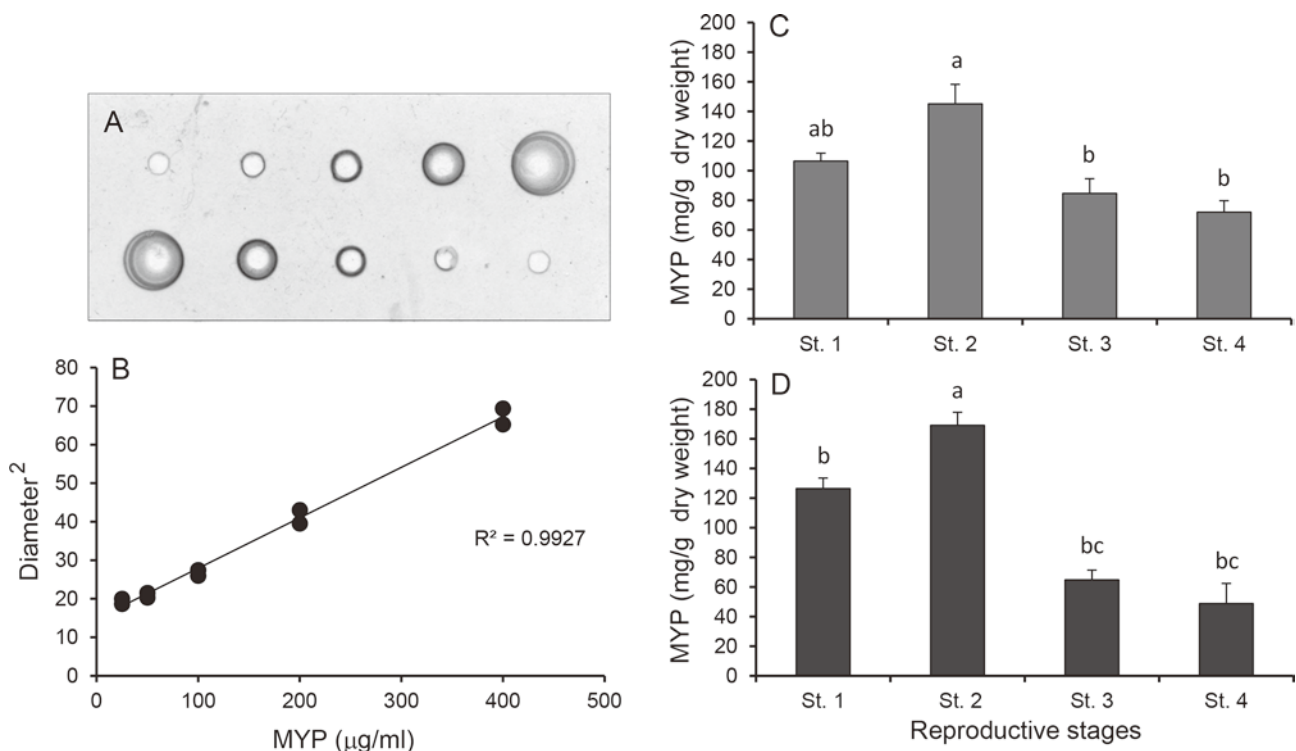 A
B
80
70
60
50
40
30
20
10
0
Diameter²
R² = 0.9927
0 100 200 300 400 500
MYP (µg/ml)
C
200
180
160
140
120
100
80
60
40
20
0
MYP (mg/g dry weight)
ab a b b
St. 1 St. 2 St. 3 St. 4
D
200
180
160
140
120
100
80
60
40
20
0
MYP (mg/g dry weight)
b a bc bc
St. 1 St. 2 St. 3 St. 4
Reproductive stages